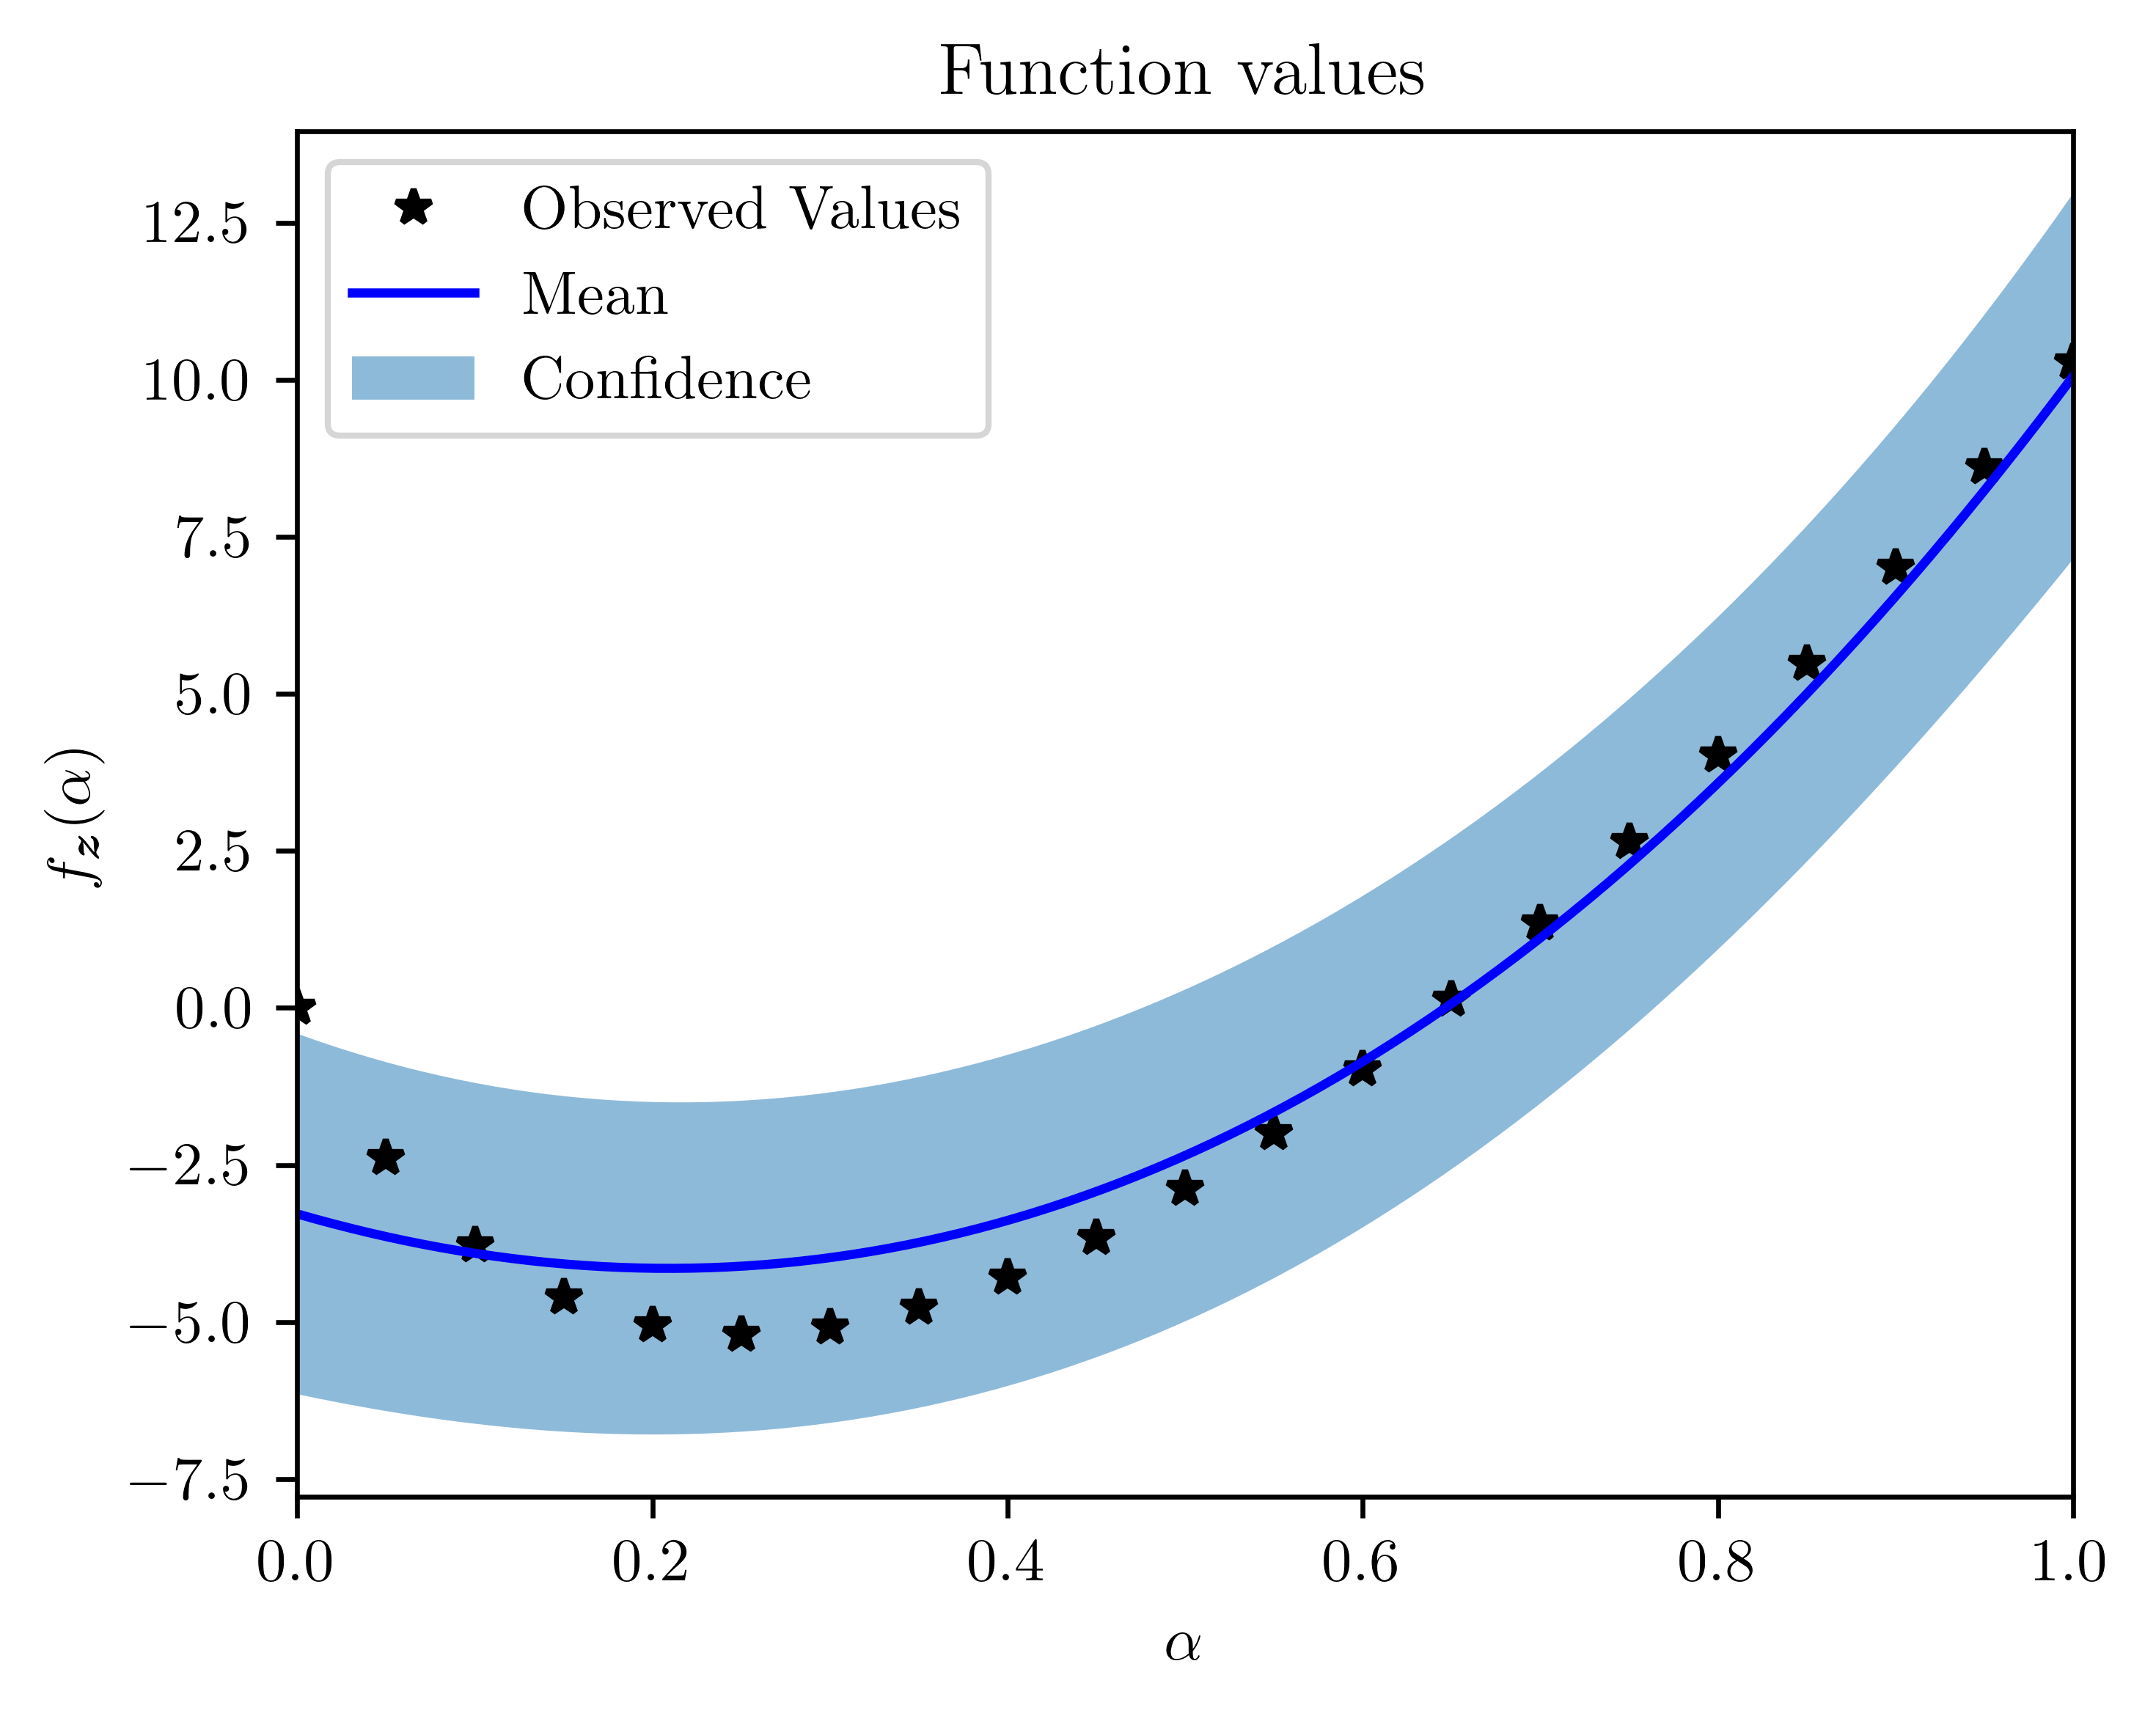 Function values
Observed Values
Mean
Confidence
12.5
10.0
7.5
5.0
2.5
0.0
−2.5
−5.0
−7.5
f_z(α)
0.0 0.2 0.4 0.6 0.8 1.0
α